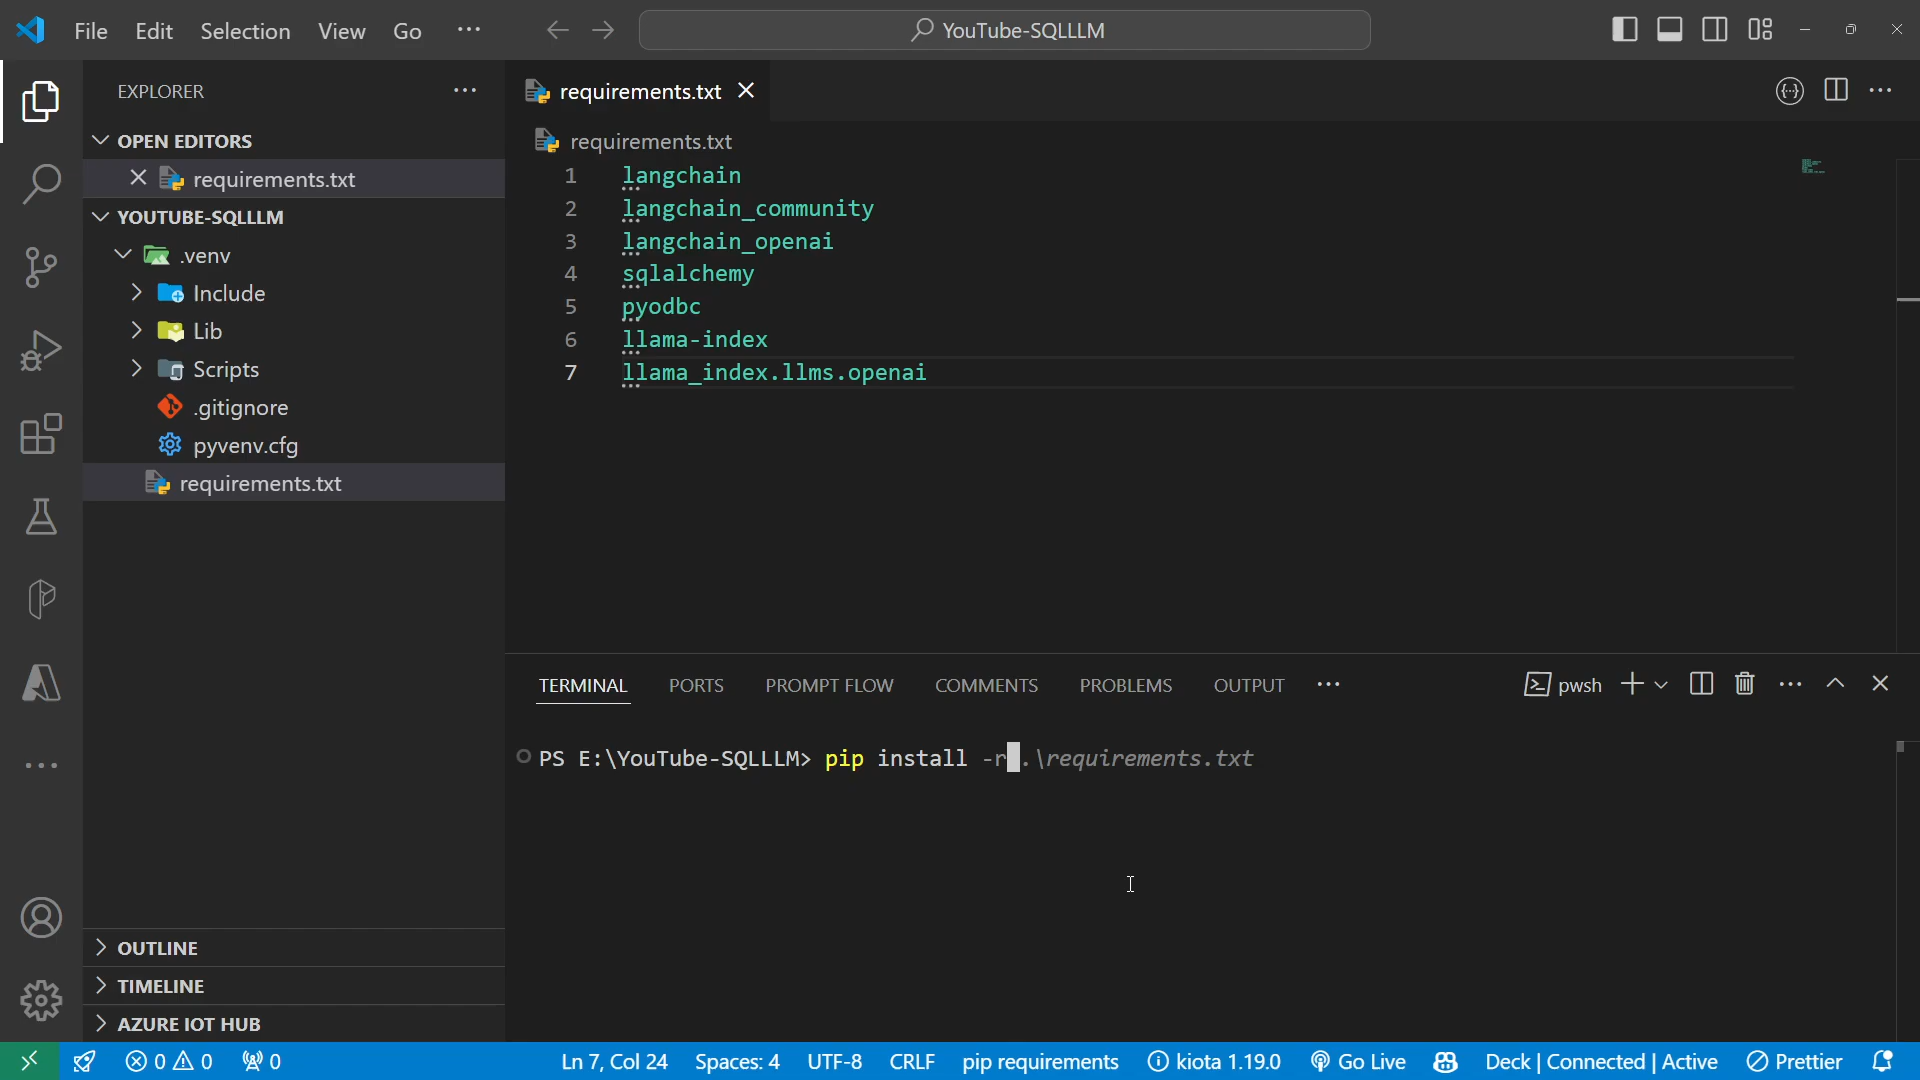 File Edit Selection View Go ···
YouTube-SQLLLM
EXPLORER
OPEN EDITORS
requirements.txt
YOUTUBE-SQLLLM
.venv
Include
Lib
Scripts
.gitignore
pyvenv.cfg
requirements.txt
OUTLINE
TIMELINE
AZURE IOT HUB
requirements.txt
requirements.txt
1 langchain
2 langchain_community
3 langchain_openai
4 sqlalchemy
5 pyodbc
6 llama-index
7 llama_index.llms.openai
TERMINAL PORTS PROMPT FLOW COMMENTS PROBLEMS OUTPUT ···
pwsh
PS E:\YouTube-SQLLLM> pip install -r .\requirements.txt
0 0 0 Ln 7, Col 24 Spaces: 4 UTF-8 CRLF pip requirements kiota 1.19.0 Go Live Deck | Connected | Active Prettier